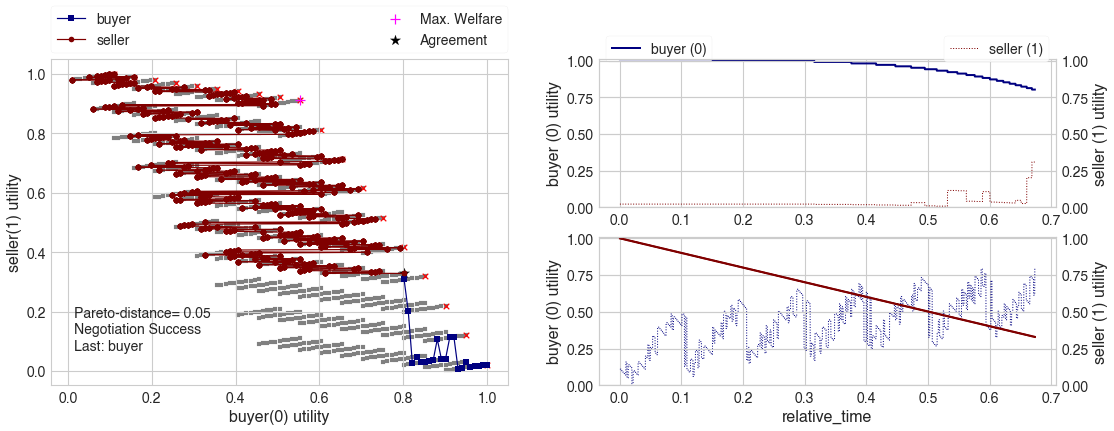 buyer
seller
Max. Welfare
Agreement
1.0
0.8
0.6
0.4
0.2
0.0
seller(1) utility
Pareto-distance= 0.05
Negotiation Success
Last: buyer
0.0 0.2 0.4 0.6 0.8 1.0
buyer(0) utility
buyer (0)
seller (1)
1.00 1.00
0.75 0.75
0.50 0.50
0.25 0.25
0.00 0.00
buyer (0) utility
seller (1) utility
0.0 0.1 0.2 0.3 0.4 0.5 0.6 0.7
1.00 1.00
0.75 0.75
0.50 0.50
0.25 0.25
0.00 0.00
buyer (0) utility
seller (1) utility
0.0 0.1 0.2 0.3 0.4 0.5 0.6 0.7
relative_time